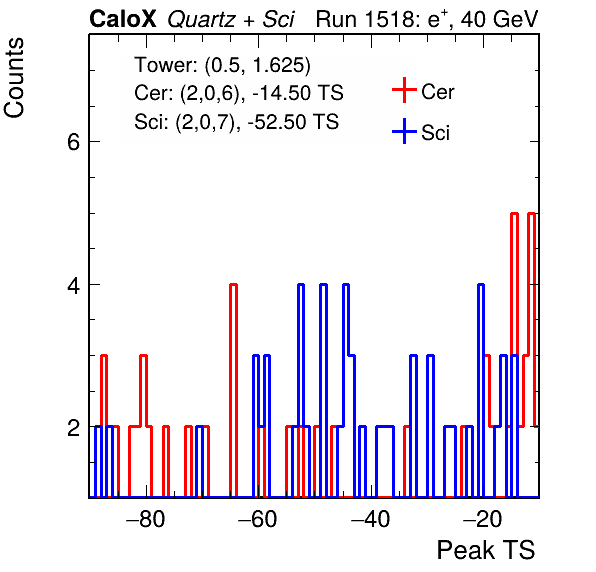 CaloX Quartz + Sci Run 1518: e⁺, 40 GeV
Counts
Tower: (0.5, 1.625)
Cer: (2,0,6), -14.50 TS
Sci: (2,0,7), -52.50 TS
Cer
Sci
6
4
2
−80 −60 −40 −20
Peak TS